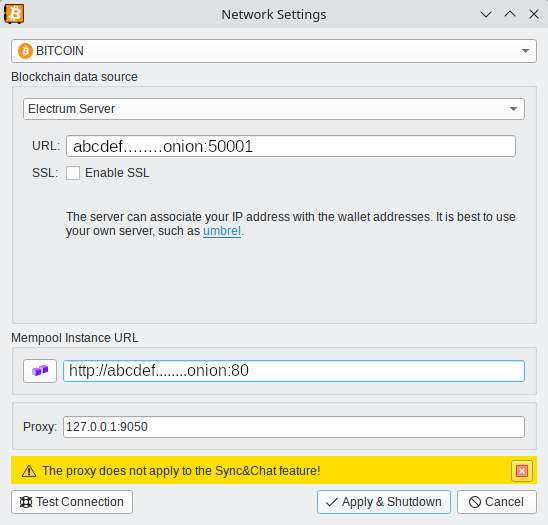 Network Settings
BITCOIN
Blockchain data source
Electrum Server
URL: abcdef........onion:50001
SSL: Enable SSL
The server can associate your IP address with the wallet addresses. It is best to use
your own server, such as umbrel.
Mempool Instance URL
http://abcdef........onion:80
Proxy: 127.0.0.1:9050
The proxy does not apply to the Sync&Chat feature!
Test Connection Apply & Shutdown Cancel